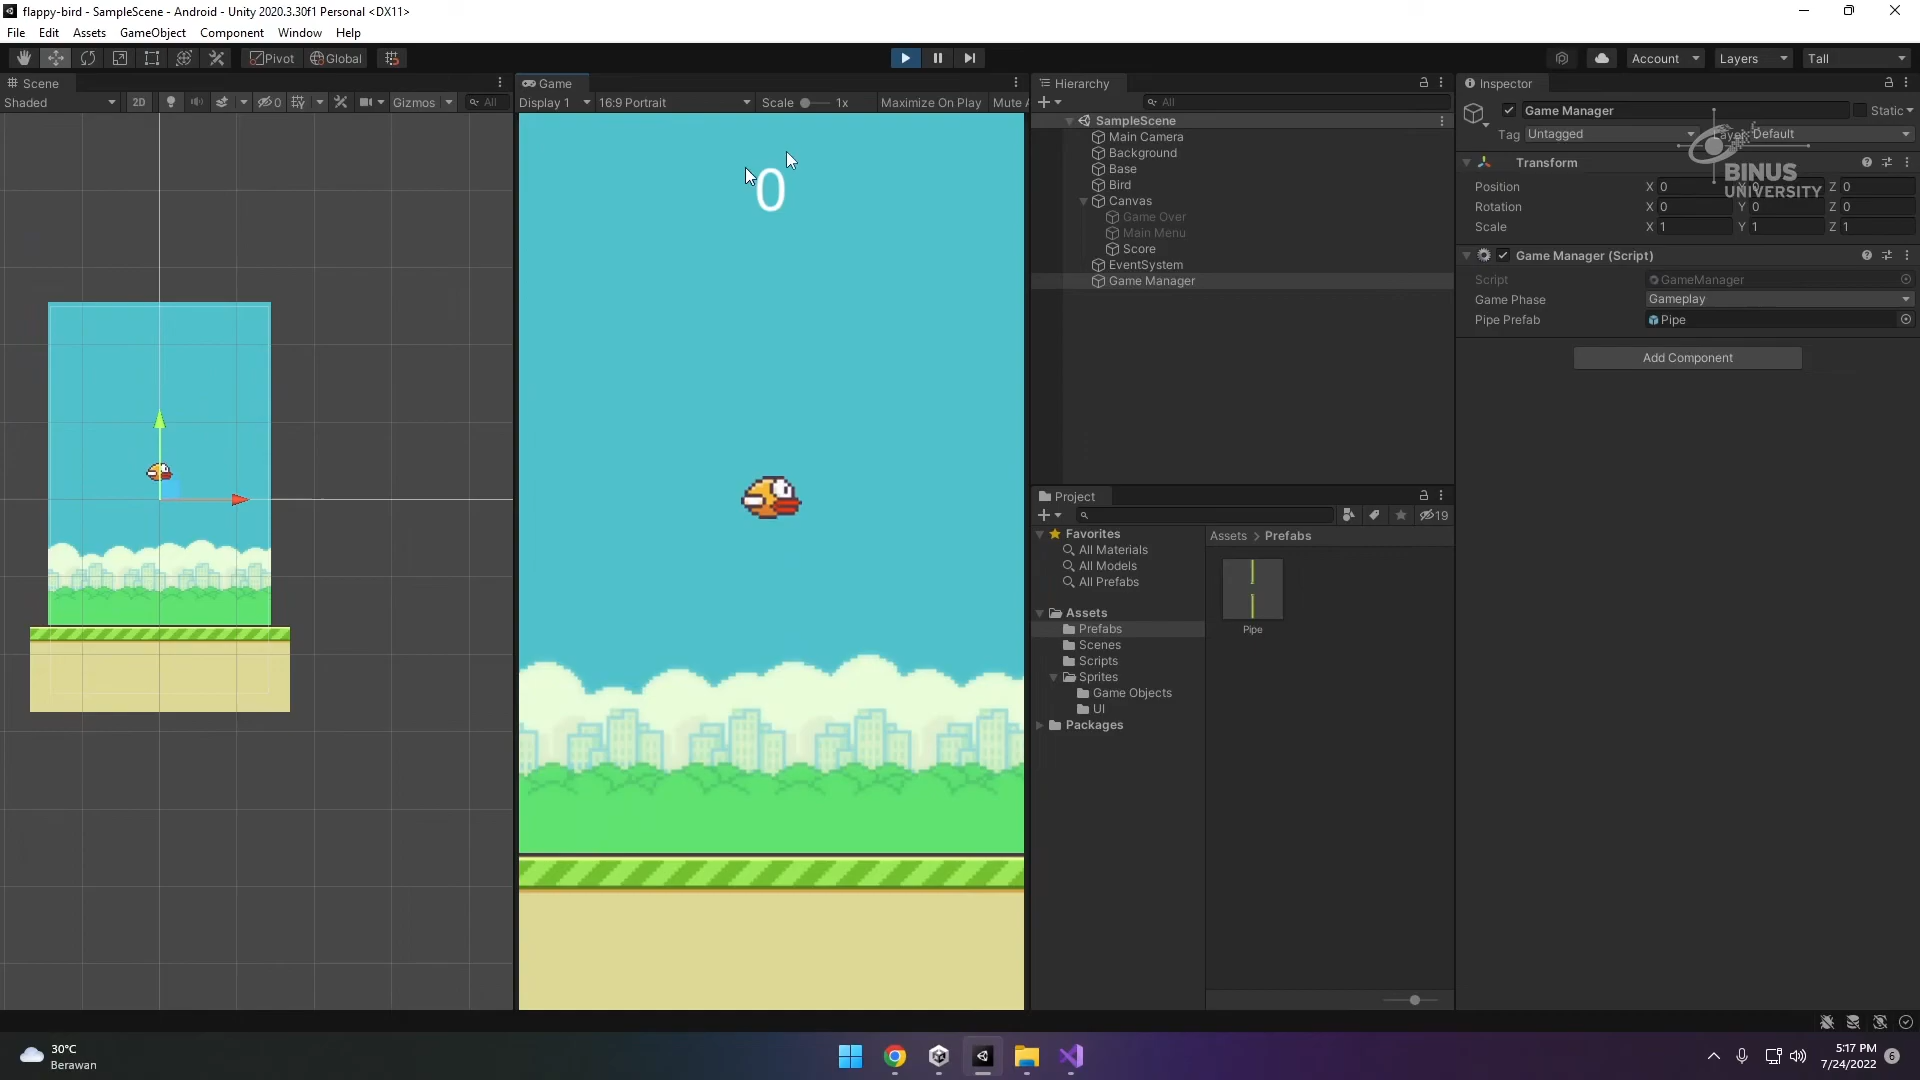 flappy-bird - SampleScene - Android - Unity 2020.3.30f1 Personal <DX11>
File Edit Assets GameObject Component Window Help
Pivot Global Account Layers Tall
Scene
Shaded 2D 0 Gizmos All
Game
Display 1 16:9 Portrait Scale 1x Maximize On Play Mute A
0
Hierarchy
All
SampleScene
Main Camera
Background
Base
Bird
Canvas
Game Over
Main Menu
Score
EventSystem
Game Manager
Project
19
Favorites
All Materials
All Models
All Prefabs
Assets
Prefabs
Scenes
Scripts
Sprites
Game Objects
UI
Packages
Assets > Prefabs
Pipe
Inspector
Game Manager Static
Tag Untagged Layer Default
BINUS
UNIVERSITY
Transform
Position X 0 Y 0 Z 0
Rotation X 0 Y 0 Z 0
Scale X 1 Y 1 Z 1
Game Manager (Script)
Script GameManager
Game Phase Gameplay
Pipe Prefab Pipe
Add Component
30°C
Berawan
5:17 PM
7/24/2022
6